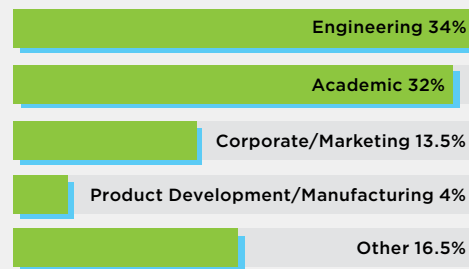 Engineering 34%
Academic 32%
Corporate/Marketing 13.5%
Product Development/Manufacturing 4%
Other 16.5%